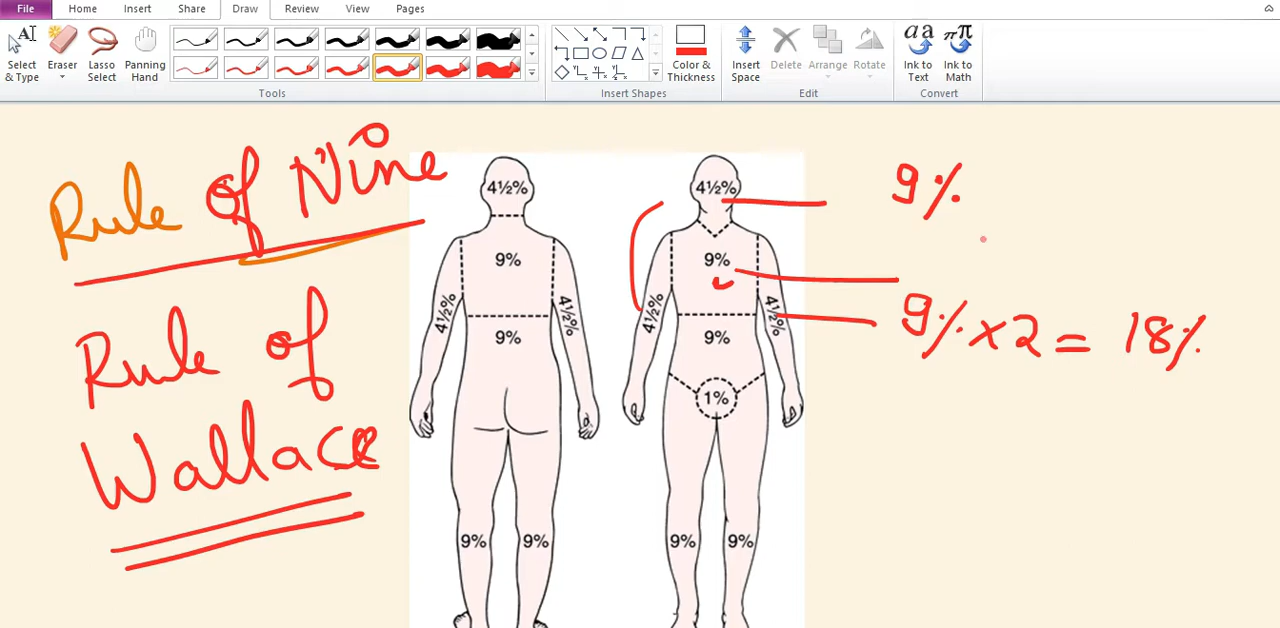 File Home Insert Share Draw Review View Pages
Select & Type
Eraser
Lasso Select
Panning Hand
Color & Thickness
Insert Space
Delete
Arrange
Rotate
Ink to Text
Ink to Math
Tools
Insert Shapes
Edit
Convert
Rule of Nine
Rule of
Wallace
4½%
9%
4½%
4½%
9%
9%
9%
4½%
9%
4½%
4½%
9%
1%
9%
9%
9%
9% x 2 = 18%